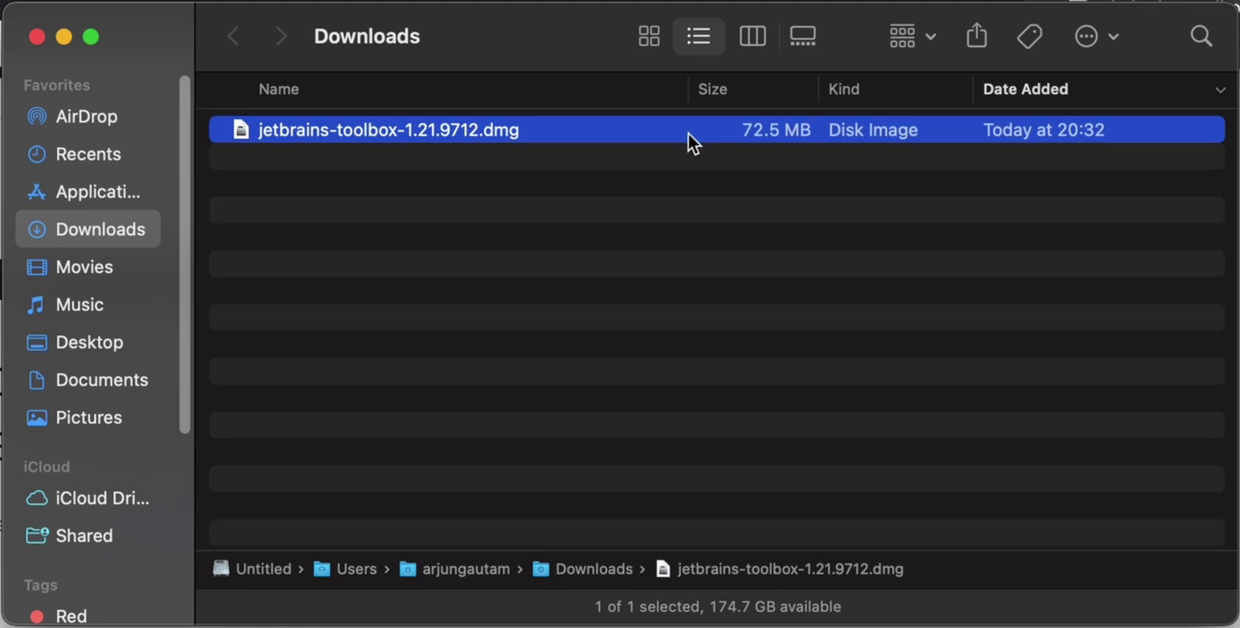 Downloads
Favorites
AirDrop
Recents
Applicati...
Downloads
Movies
Music
Desktop
Documents
Pictures
iCloud
iCloud Dri...
Shared
Tags
Red
Name Size Kind Date Added
jetbrains-toolbox-1.21.9712.dmg 72.5 MB Disk Image Today at 20:32
Untitled › Users › arjungautam › Downloads › jetbrains-toolbox-1.21.9712.dmg
1 of 1 selected, 174.7 GB available